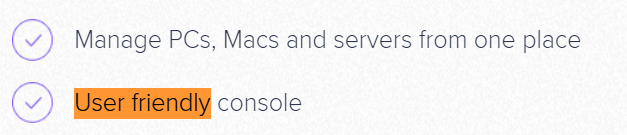 Manage PCs, Macs and servers from one place
User friendly console